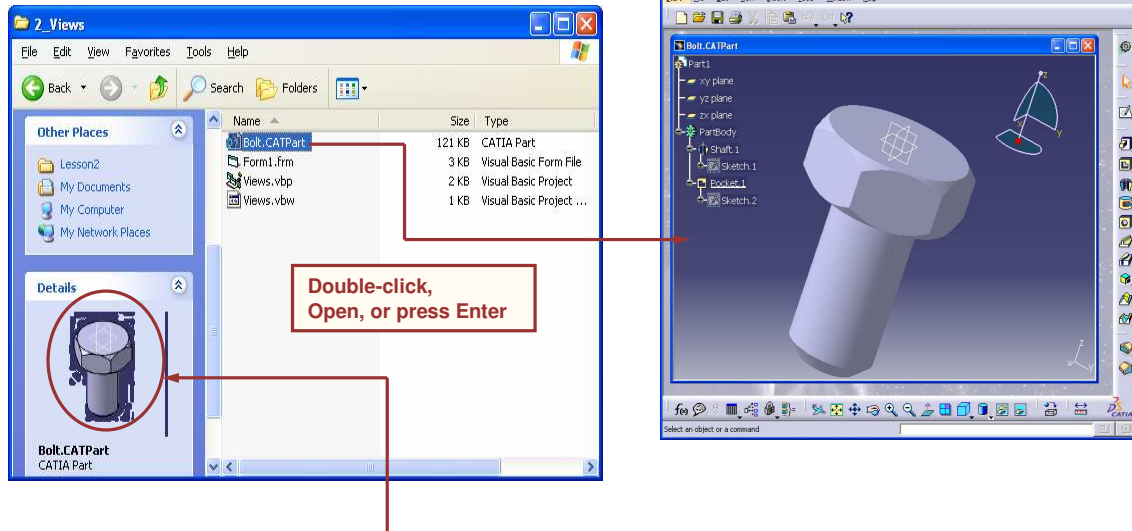 2_Views
File Edit View Favorites Tools Help
Back Search Folders
Other Places
Lesson2
My Documents
My Computer
My Network Places
Details
Bolt.CATPart
CATIA Part
Name Size Type
Bolt.CATPart 121 KB CATIA Part
Form1.frm 3 KB Visual Basic Form File
Views.vbp 2 KB Visual Basic Project
Views.vbw 1 KB Visual Basic Project ...
Double-click,
Open, or press Enter
Bolt.CATPart
Part1
xy plane
yz plane
zx plane
PartBody
Shaft.1
Sketch.1
Pocket.1
Sketch.2
z
x
y
z
x
y
f(x)
CATIA
Select an object or a command